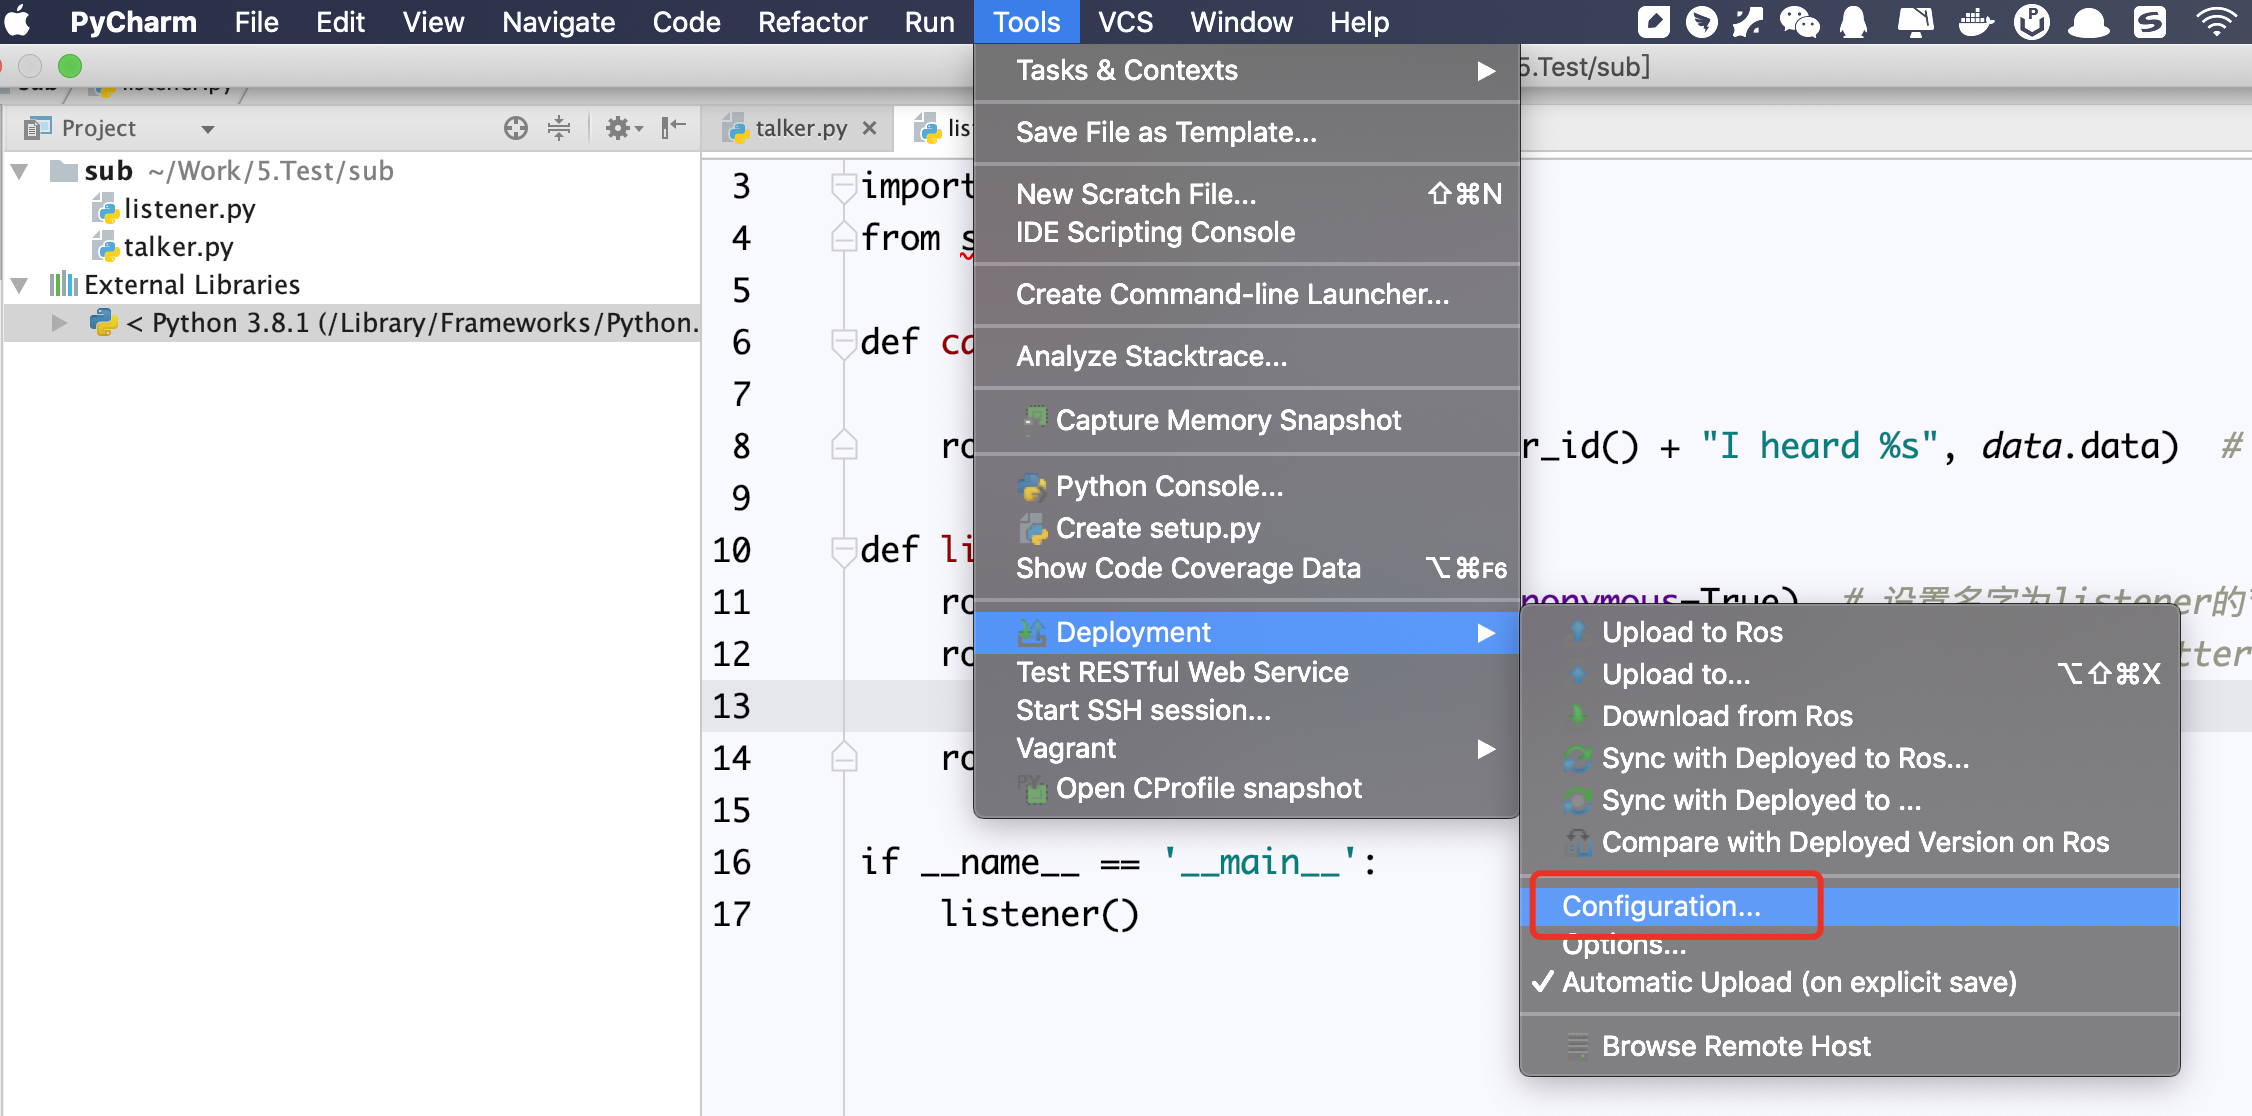 PyCharm File Edit View Navigate Code Refactor Run Tools VCS Window Help
5.Test/sub]
sub listener.py
Project
talker.py
lis
sub ~/Work/5.Test/sub
listener.py
talker.py
External Libraries
< Python 3.8.1 (/Library/Frameworks/Python.
Tasks & Contexts
Save File as Template...
New Scratch File... ⇧⌘N
IDE Scripting Console
Create Command-line Launcher...
Analyze Stacktrace...
Capture Memory Snapshot
Python Console...
Create setup.py
Show Code Coverage Data ⌥⌘F6
Deployment
Test RESTful Web Service
Start SSH session...
Vagrant
Open CProfile snapshot
Upload to Ros
Upload to... ⌥⇧⌘X
Download from Ros
Sync with Deployed to Ros...
Sync with Deployed to ...
Compare with Deployed Version on Ros
Configuration...
Options...
Automatic Upload (on explicit save)
Browse Remote Host
3 import
4 from s
5
6 def ca
7
8 ro r_id() + "I heard %s", data.data) #
9
10 def li
11 ro nonymous=True) # 设置名字为listener的
12 ro tter
13
14 ro
15
16 if __name__ == '__main__':
17 listener()